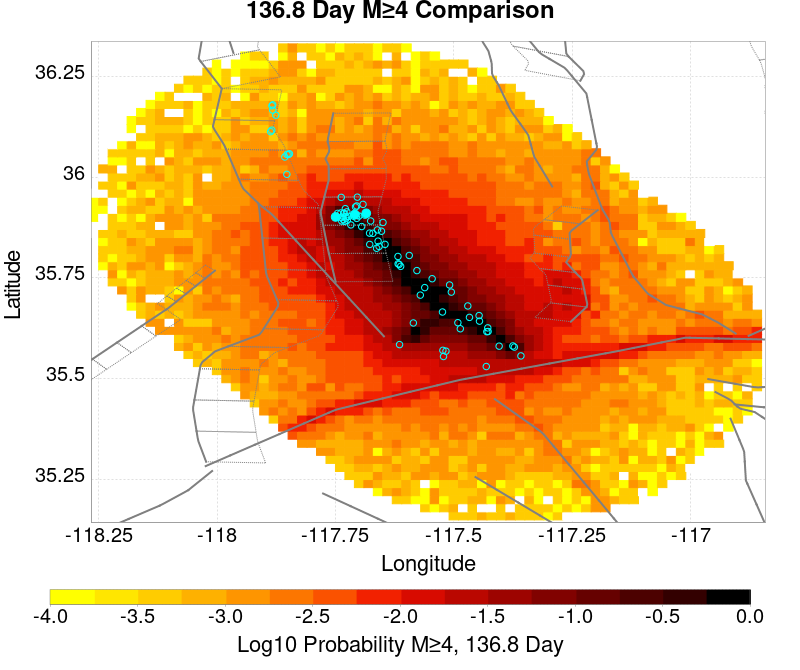 136.8 Day M≥4 Comparison
36.25
36
35.75
35.5
35.25
Latitude
-118.25 -118 -117.75 -117.5 -117.25 -117
Longitude
-4.0 -3.5 -3.0 -2.5 -2.0 -1.5 -1.0 -0.5 0.0
Log10 Probability M≥4, 136.8 Day